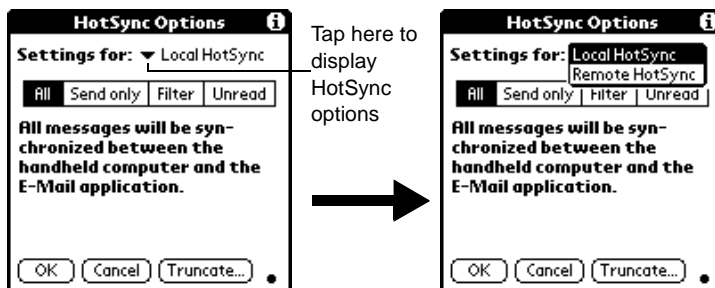 HotSync Options
Settings for: Local HotSync
All Send only Filter Unread
All messages will be syn-
chronized between the
handheld computer and the
E-Mail application.
OK Cancel Truncate...
Tap here to
display
HotSync
options
HotSync Options
Settings for: Local HotSync
Remote HotSync
All Send only Filter Unread
All messages will be syn-
chronized between the
handheld computer and the
E-Mail application.
OK Cancel Truncate...